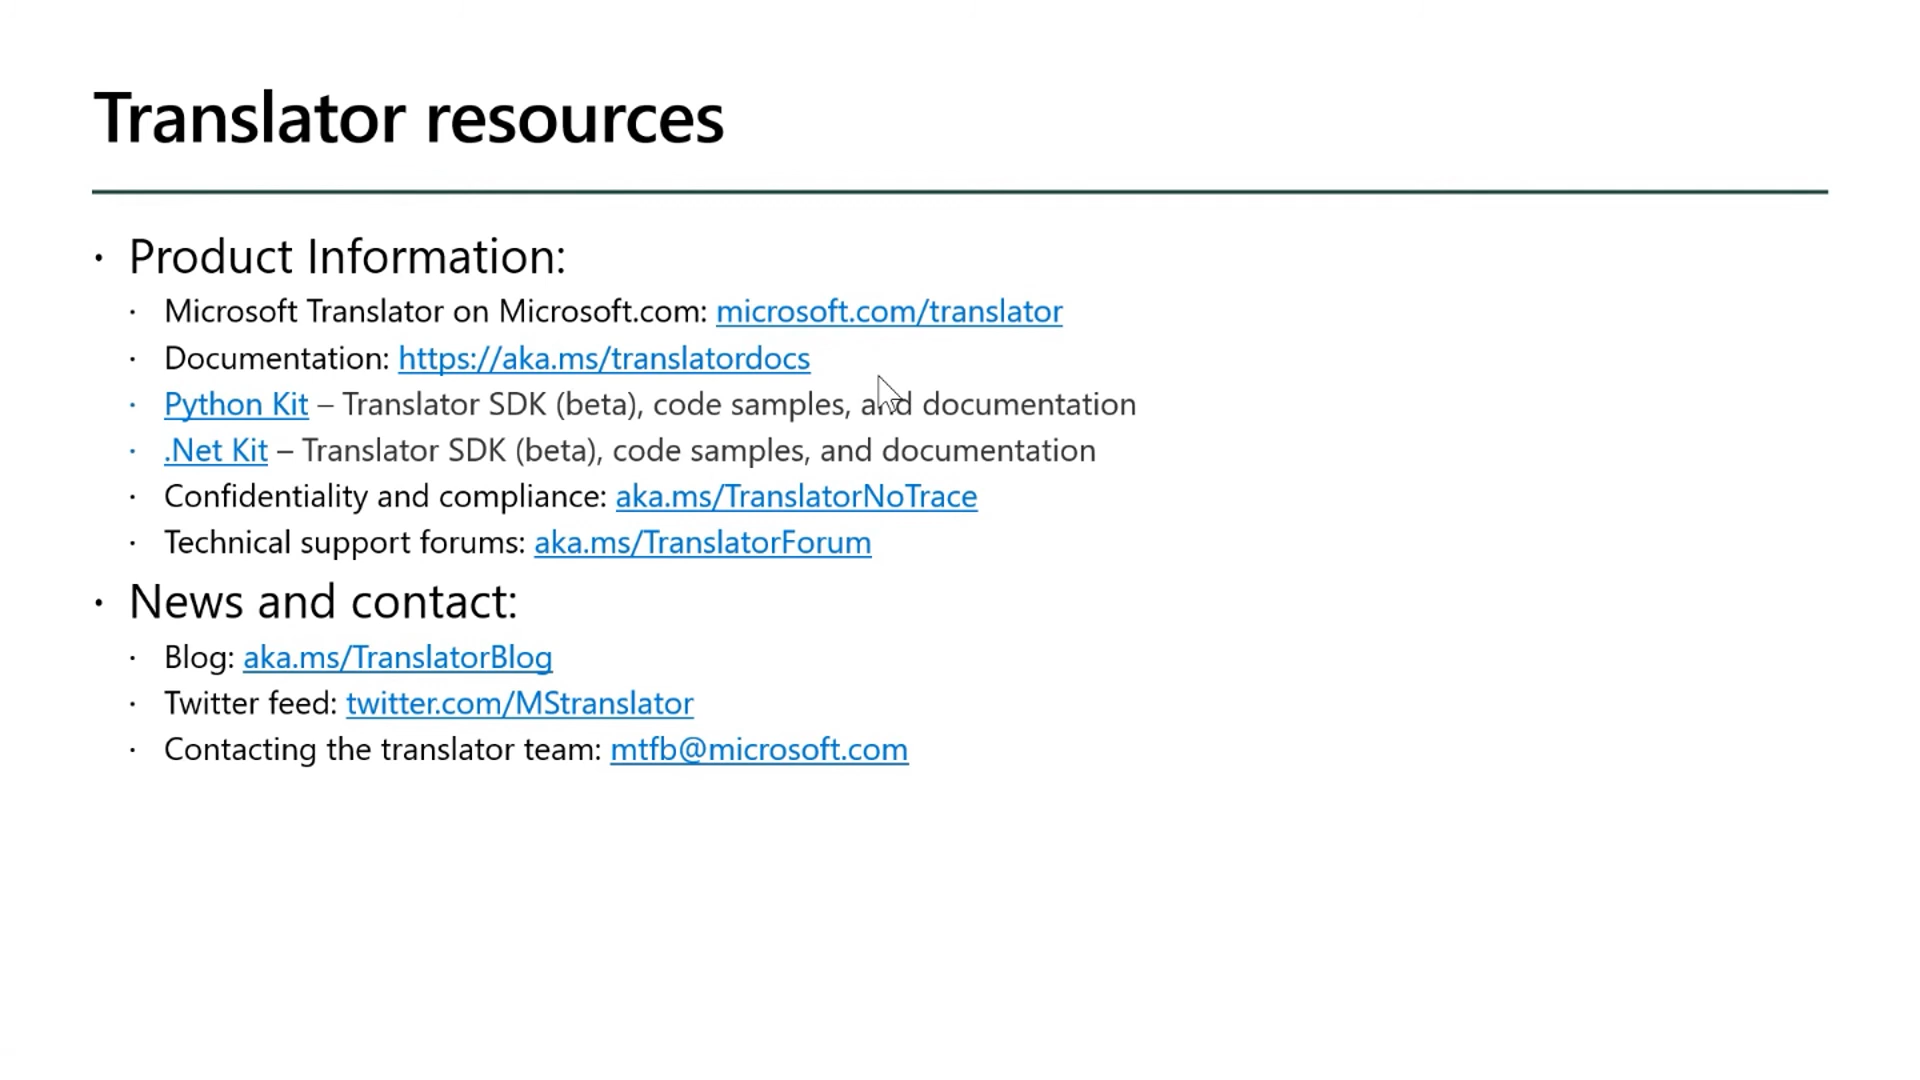 Translator resources
· Product Information:
· Microsoft Translator on Microsoft.com: microsoft.com/translator
· Documentation: https://aka.ms/translatordocs
· Python Kit – Translator SDK (beta), code samples, and documentation
· .Net Kit – Translator SDK (beta), code samples, and documentation
· Confidentiality and compliance: aka.ms/TranslatorNoTrace
· Technical support forums: aka.ms/TranslatorForum
· News and contact:
· Blog: aka.ms/TranslatorBlog
· Twitter feed: twitter.com/MStranslator
· Contacting the translator team: mtfb@microsoft.com